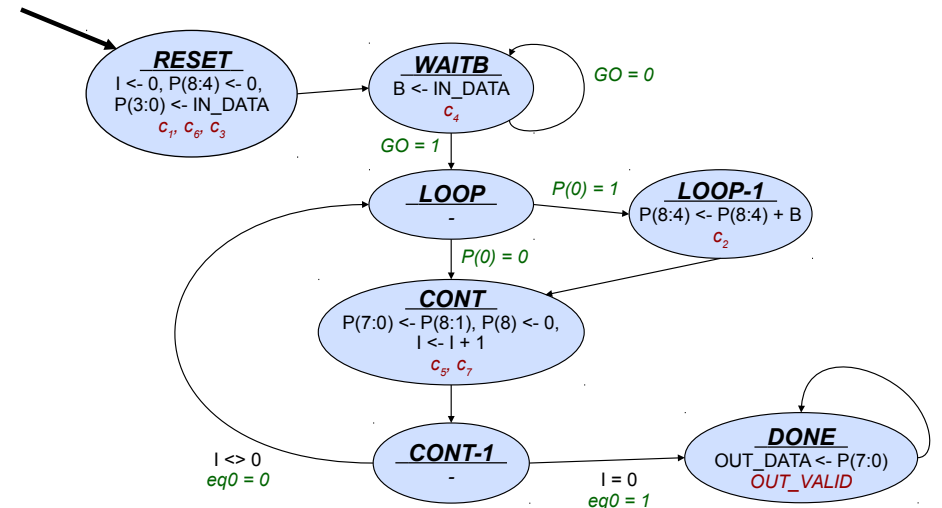 RESET
I <- 0, P(8:4) <- 0,
P(3:0) <- IN_DATA
c₁, c₆, c₃
WAITB
B <- IN_DATA
c₄
GO = 0
GO = 1
LOOP
-
P(0) = 1
LOOP-1
P(8:4) <- P(8:4) + B
c₂
P(0) = 0
CONT
P(7:0) <- P(8:1), P(8) <- 0,
I <- I + 1
c₅, c₇
CONT-1
-
I <> 0
eq0 = 0
I = 0
eq0 = 1
DONE
OUT_DATA <- P(7:0)
OUT_VALID